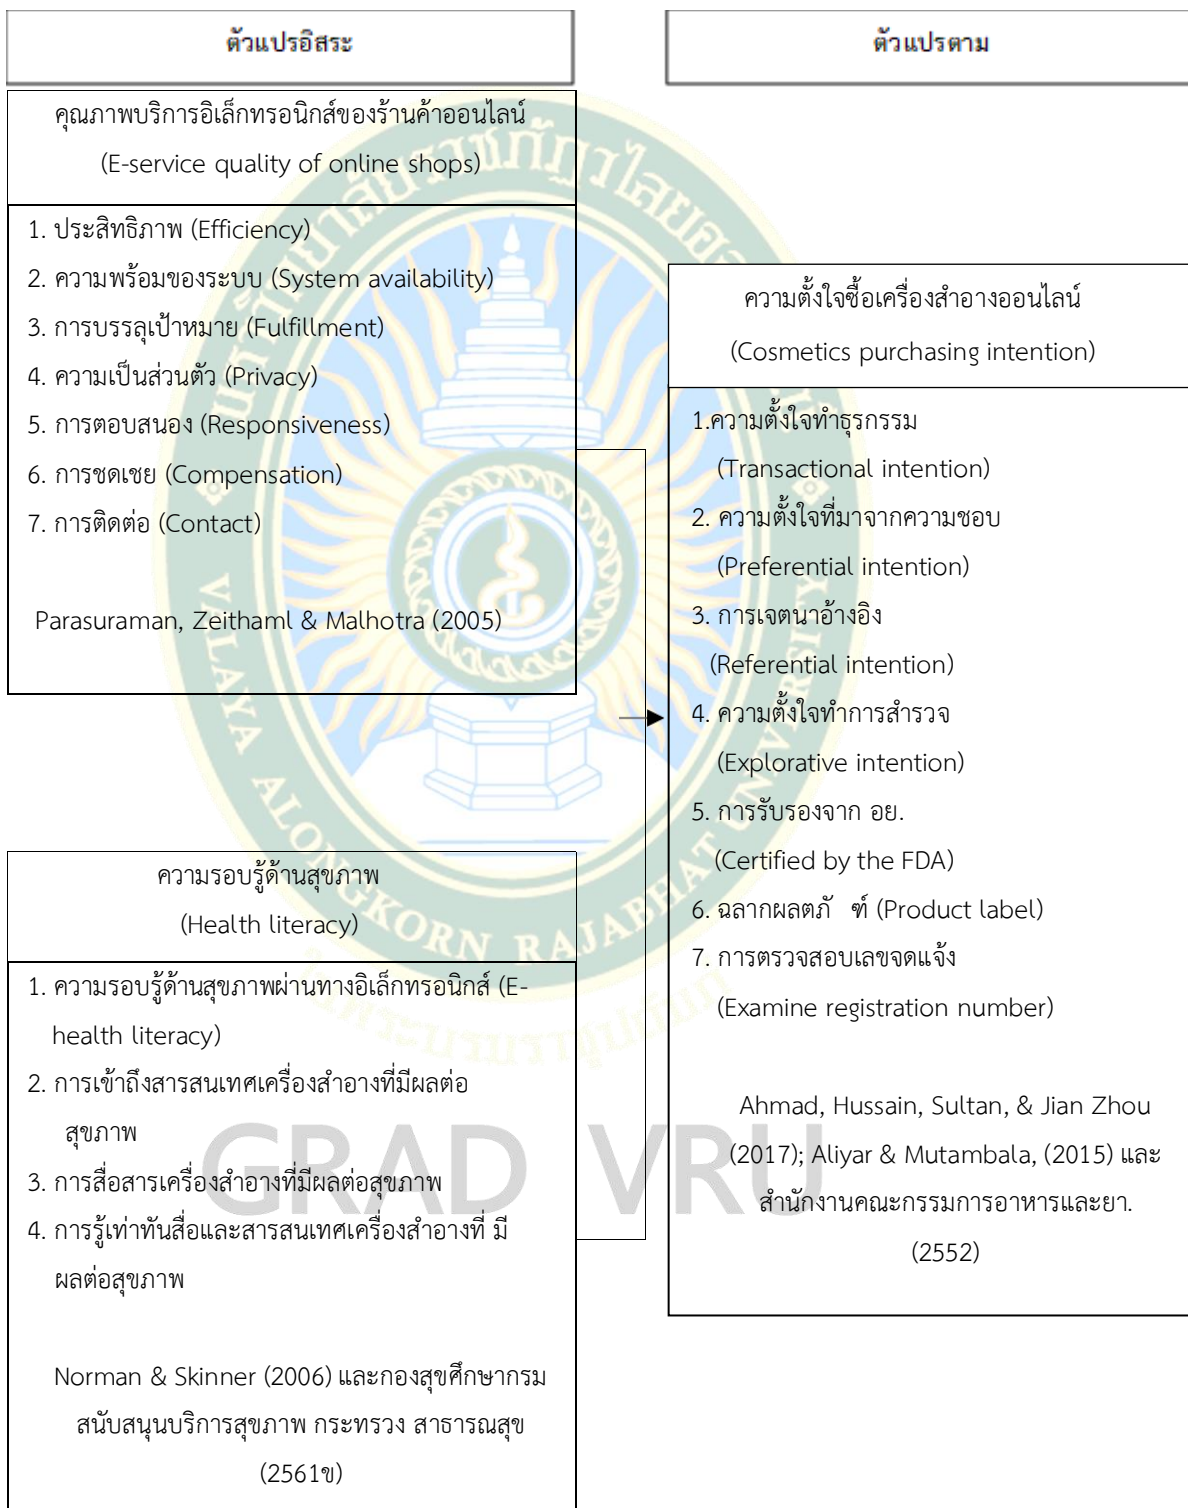 ตัวแปรอิสระ
ตัวแปรตาม
คุณภาพบริการอิเล็กทรอนิกส์ของร้านค้าออนไลน์
(E-service quality of online shops)
1. ประสิทธิภาพ (Efficiency)
2. ความพร้อมของระบบ (System availability)
3. การบรรลุเป้าหมาย (Fulfillment)
4. ความเป็นส่วนตัว (Privacy)
5. การตอบสนอง (Responsiveness)
6. การชดเชย (Compensation)
7. การติดต่อ (Contact)
Parasuraman, Zeithaml & Malhotra (2005)
ความรอบรู้ด้านสุขภาพ
(Health literacy)
1. ความรอบรู้ด้านสุขภาพผ่านทางอิเล็กทรอนิกส์ (E-
health literacy)
2. การเข้าถึงสารสนเทศเครื่องสำอางที่มีผลต่อ
สุขภาพ
3. การสื่อสารเครื่องสำอางที่มีผลต่อสุขภาพ
4. การรู้เท่าทันสื่อและสารสนเทศเครื่องสำอางที่ มี
ผลต่อสุขภาพ
Norman & Skinner (2006) และกองสุขศึกษากรม
สนับสนุนบริการสุขภาพ กระทรวง สาธารณสุข
(2561ข)
ความตั้งใจซื้อเครื่องสำอางออนไลน์
(Cosmetics purchasing intention)
1.ความตั้งใจทำธุรกรรม
(Transactional intention)
2. ความตั้งใจที่มาจากความชอบ
(Preferential intention)
3. การเจตนาอ้างอิง
(Referential intention)
4. ความตั้งใจทำการสำรวจ
(Explorative intention)
5. การรับรองจาก อย.
(Certified by the FDA)
6. ฉลากผลตภั ฑ์ (Product label)
7. การตรวจสอบเลขจดแจ้ง
(Examine registration number)
Ahmad, Hussain, Sultan, & Jian Zhou
(2017); Aliyar & Mutambala, (2015) และ
สำนักงานคณะกรรมการอาหารและยา.
(2552)
VALAYA ALONGKORN RAJABHAT UNIVERSITY
GRAD VRU